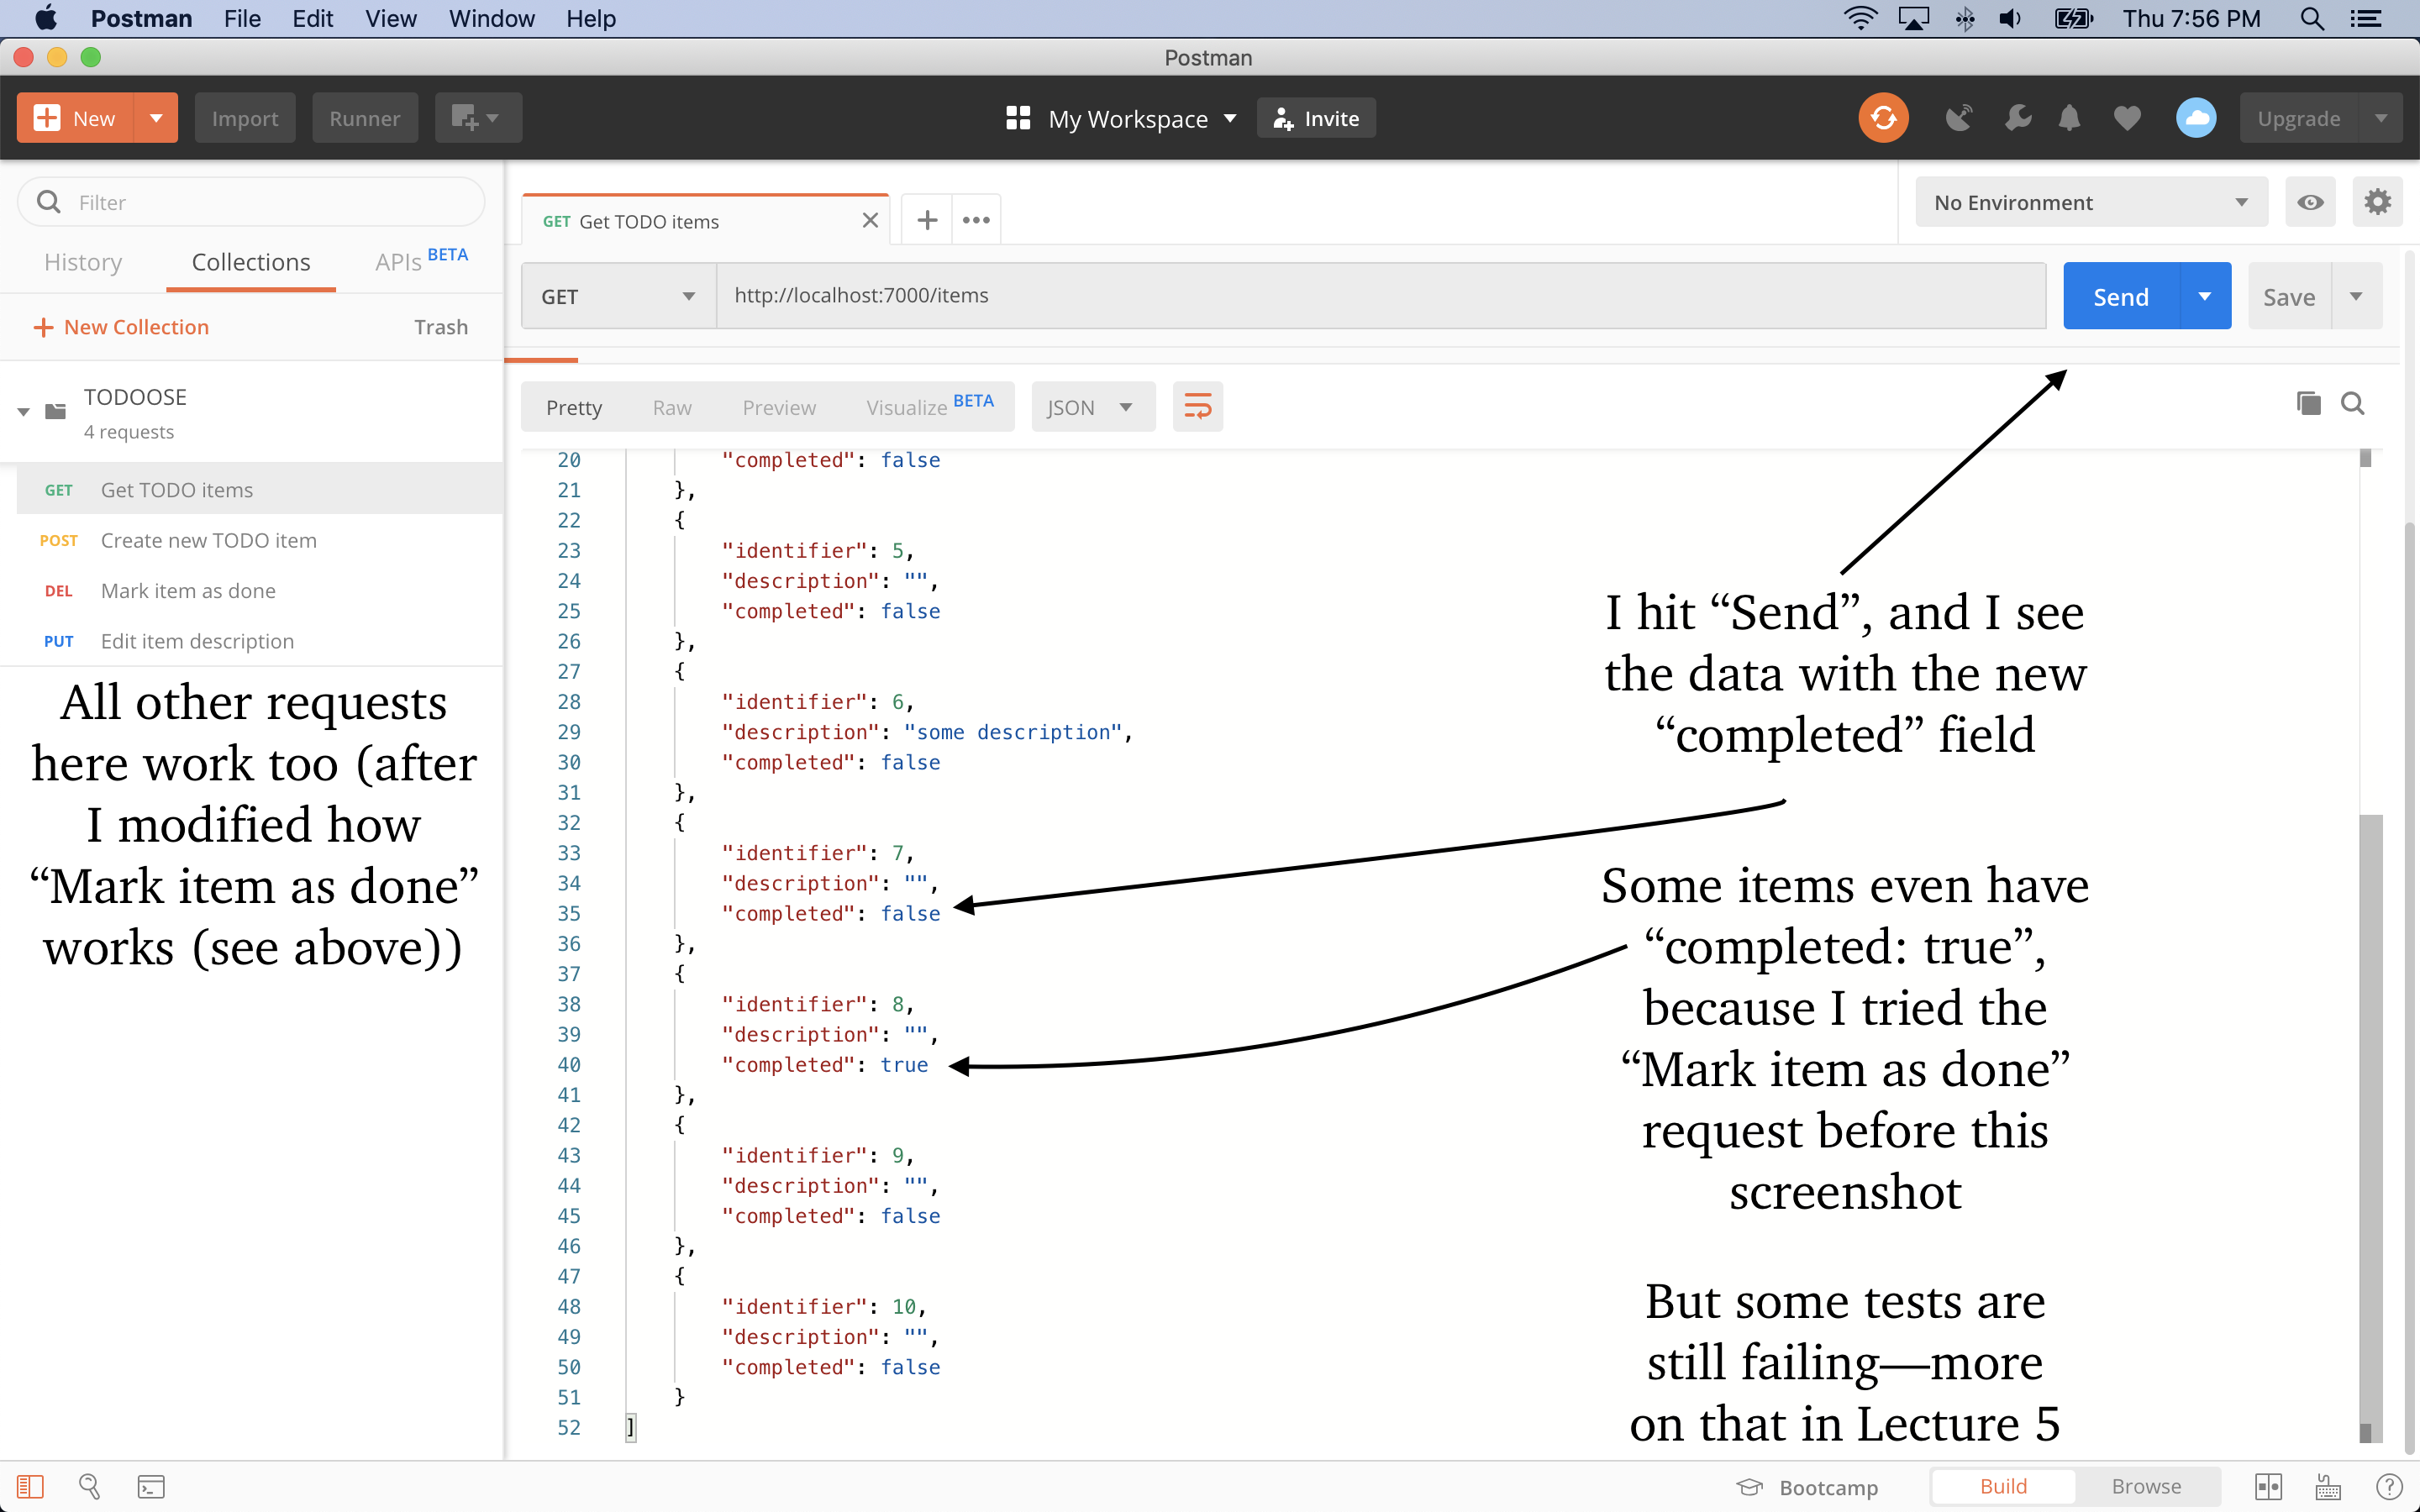 Postman File Edit View Window Help Thu 7:56 PM
Postman
New Import Runner My Workspace Invite Upgrade
Filter
History Collections APIs BETA
+ New Collection Trash
TODOOSE
4 requests
GET Get TODO items
POST Create new TODO item
DEL Mark item as done
PUT Edit item description
All other requests
here work too (after
I modified how
“Mark item as done”
works (see above))
GET Get TODO items
No Environment
GET http://localhost:7000/items Send Save
Pretty Raw Preview Visualize BETA JSON
20 "completed": false
21 },
22 {
23 "identifier": 5,
24 "description": "",
25 "completed": false
26 },
27 {
28 "identifier": 6,
29 "description": "some description",
30 "completed": false
31 },
32 {
33 "identifier": 7,
34 "description": "",
35 "completed": false
36 },
37 {
38 "identifier": 8,
39 "description": "",
40 "completed": true
41 },
42 {
43 "identifier": 9,
44 "description": "",
45 "completed": false
46 },
47 {
48 "identifier": 10,
49 "description": "",
50 "completed": false
51 }
52 ]
I hit “Send”, and I see
the data with the new
“completed” field
Some items even have
“completed: true”,
because I tried the
“Mark item as done”
request before this
screenshot
But some tests are
still failing—more
on that in Lecture 5
Bootcamp Build Browse